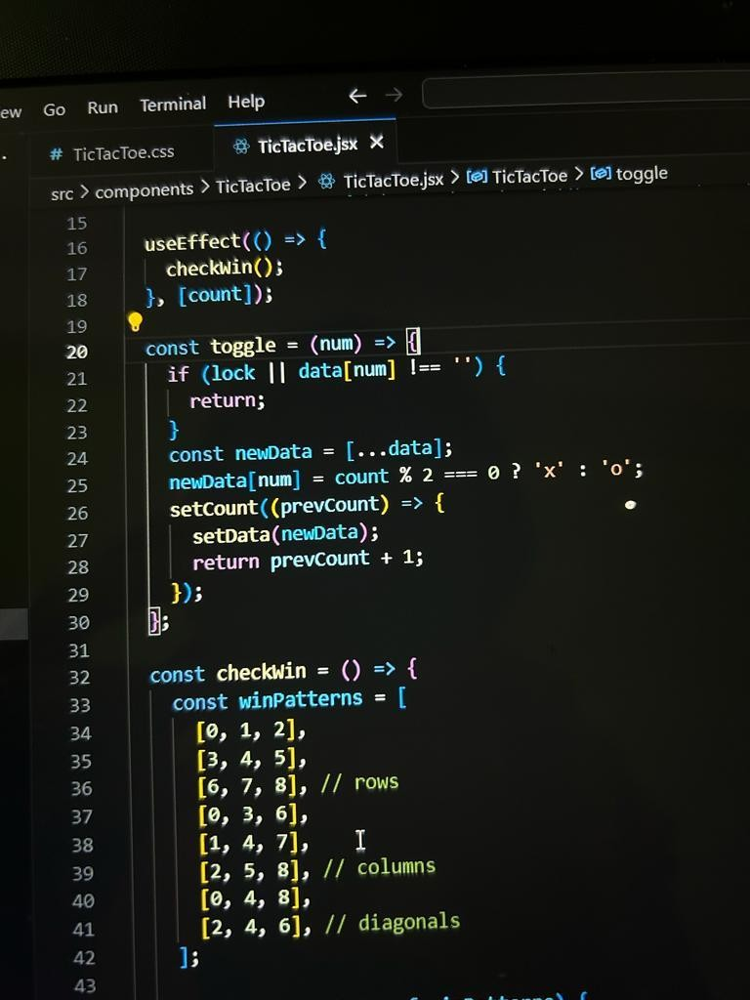 Go Run Terminal Help
# TicTacToe.css TicTacToe.jsx
src > components > TicTacToe > TicTacToe.jsx > TicTacToe > toggle
15
16 useEffect(() => {
17 checkWin();
18 }, [count]);
19
20 const toggle = (num) => {
21 if (lock || data[num] !== '') {
22 return;
23 }
24 const newData = [...data];
25 newData[num] = count % 2 === 0 ? 'x' : 'o';
26 setCount((prevCount) => {
27 setData(newData);
28 return prevCount + 1;
29 });
30 };
31
32 const checkWin = () => {
33 const winPatterns = [
34 [0, 1, 2],
35 [3, 4, 5],
36 [6, 7, 8], // rows
37 [0, 3, 6],
38 [1, 4, 7],
39 [2, 5, 8], // columns
40 [0, 4, 8],
41 [2, 4, 6], // diagonals
42 ];
43